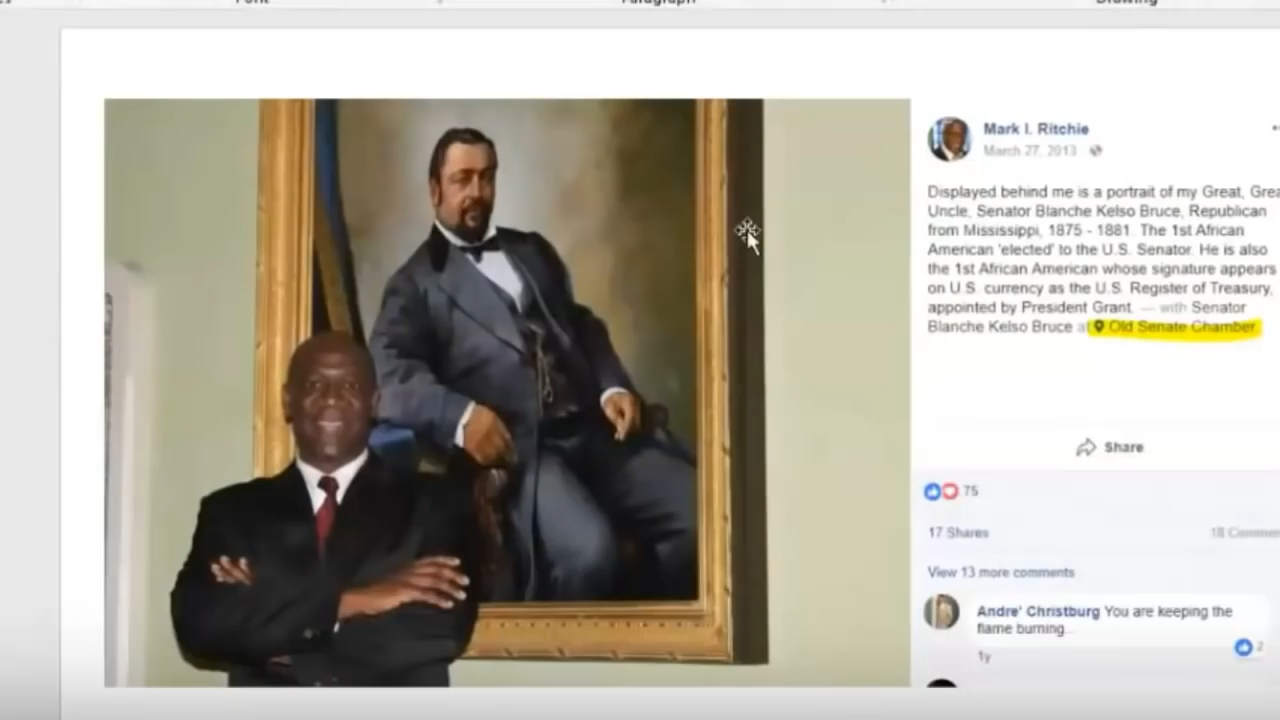 Font
Paragraph
Drawing
Mark I. Ritchie
March 27, 2013
Displayed behind me is a portrait of my Great, Grea
Uncle, Senator Blanche Kelso Bruce, Republican
from Mississippi, 1875 - 1881. The 1st African
American 'elected' to the U.S. Senator. He is also
the 1st African American whose signature appears
on U.S. currency as the U.S. Register of Treasury,
appointed by President Grant. — with Senator
Blanche Kelso Bruce at Old Senate Chamber.
Share
75
17 Shares
18 Commen
View 13 more comments
Andre' Christburg You are keeping the
flame burning...
2
1y